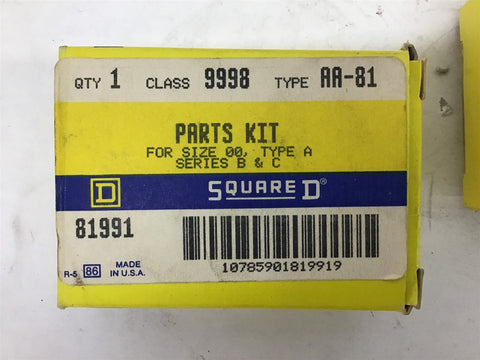 QTY 1 CLASS 9998 TYPE AA-81
PARTS KIT
FOR SIZE 00, TYPE A
SERIES B & C
D SQUARE D®
81991
10785901819919
R-5 86 MADE
IN U.S.A.